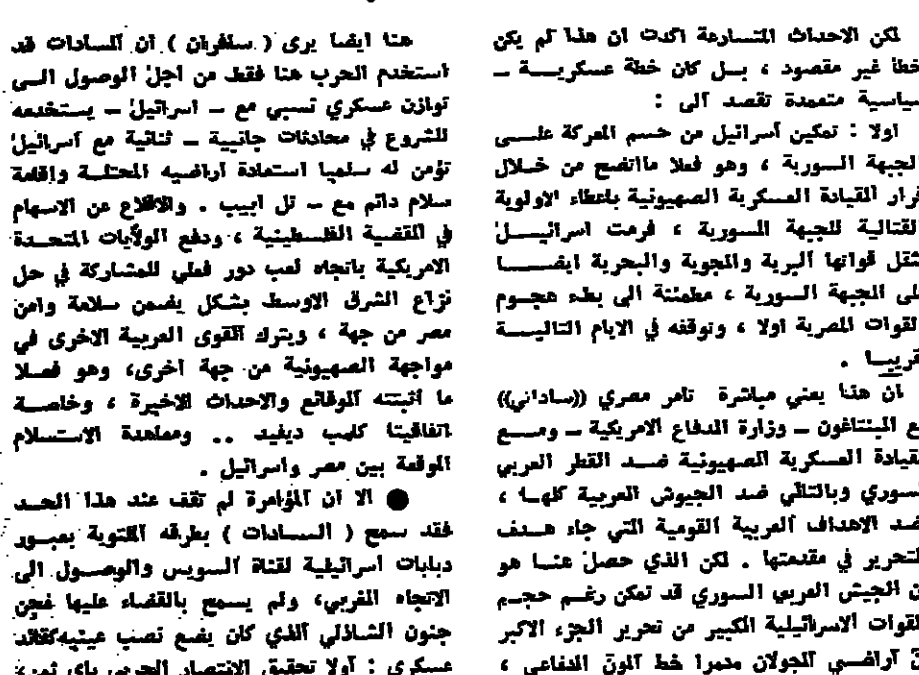 لكن الاحداث المتسارعة اكدت ان هذا لم يكن
خطأ غير مقصود ، بل كان خطة عسكرية –
سياسية متعمدة تقصد الى :
اولا : تمكين اسرائيل من حسم المعركة على
الجبهة السورية ، وهو فعلا مااتضح من خلال
قرار القيادة العسكرية الصهيونية باعطاء الاولوية
القتالية للجبهة السورية ، فرمت اسرائيل
بثقل قواتها البرية والجوية والبحرية ايضا
على الجبهة السورية ، مطمئنة الى بطء هجوم
القوات المصرية اولا ، وتوقفه في الايام التالية
تقريبا .
ان هذا يعني مباشرة تامر مصري ((ساداتي))
مع البنتاغون – وزارة الدفاع الامريكية – ومع
القيادة العسكرية الصهيونية ضد القطر العربي
السوري وبالتالي ضد الجيوش العربية كلها ،
ضد الاهداف العربية القومية التي جاء هدف
التحرير في مقدمتها . لكن الذي حصل هنا هو
ان الجيش العربي السوري قد تمكن رغم حجم
القوات الاسرائيلية الكبير من تحرير الجزء الاكبر
من اراضي الجولان مدمرا خط الون الدفاعي ،
هنا ايضا يرى ( سلفران ) ان السادات قد
استخدم الحرب هنا فقط من اجل الوصول الى
توازن عسكري نسبي مع – اسرائيل – يستخدمه
للشروع في محادثات جانبية – ثنائية مع اسرائيل
تؤمن له سلميا استعادة اراضيه المحتلة واقامة
سلام دائم مع – تل ابيب . والاقلاع عن الاسهام
في القضية الفلسطينية ، ودفع الولايات المتحدة
الامريكية باتجاه لعب دور فعلي للمشاركة في حل
نزاع الشرق الاوسط بشكل يضمن سلامة وامن
مصر من جهة ، ويترك القوى العربية الاخرى في
مواجهة الصهيونية من جهة اخرى، وهو فعلا
ما اثبتته الوقائع والاحداث الاخيرة ، وخاصة
اتفاقيتا كامب ديفيد .. ومعاهدة الاستسلام
الموقعة بين مصر واسرائيل .
● الا ان المؤامرة لم تقف عند هذا الحد
فقد سمح ( السادات ) بطرقه الملتوية بعبور
دبابات اسرائيلية لقناة السويس والوصول الى
الاتجاه الغربي، ولم يسمح بالقضاء عليها فجن
جنون الشاذلي الذي كان يضع نصب عينيه كقائد
عسكري : اولا تحقيق الانتصار الحربي باي ثمن